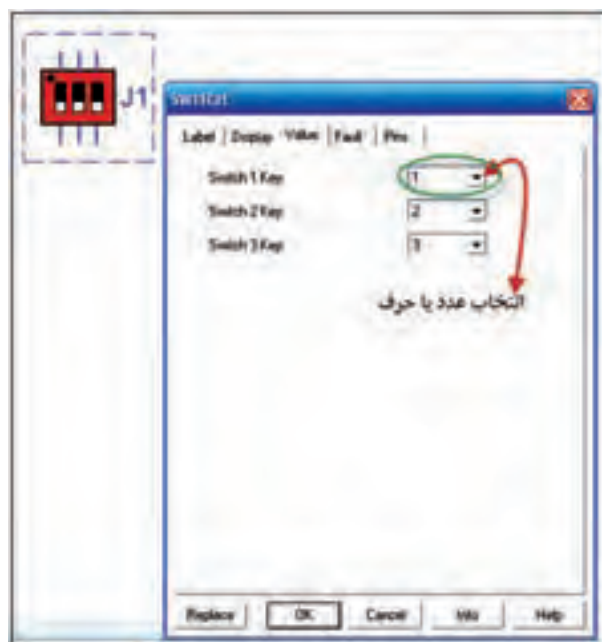 J1
Switches
Label Display Value Fault Pins
Switch 1 Key 1
Switch 2 Key 2
Switch 3 Key 3
انتخاب عدد یا حرف
Replace OK Cancel Info Help